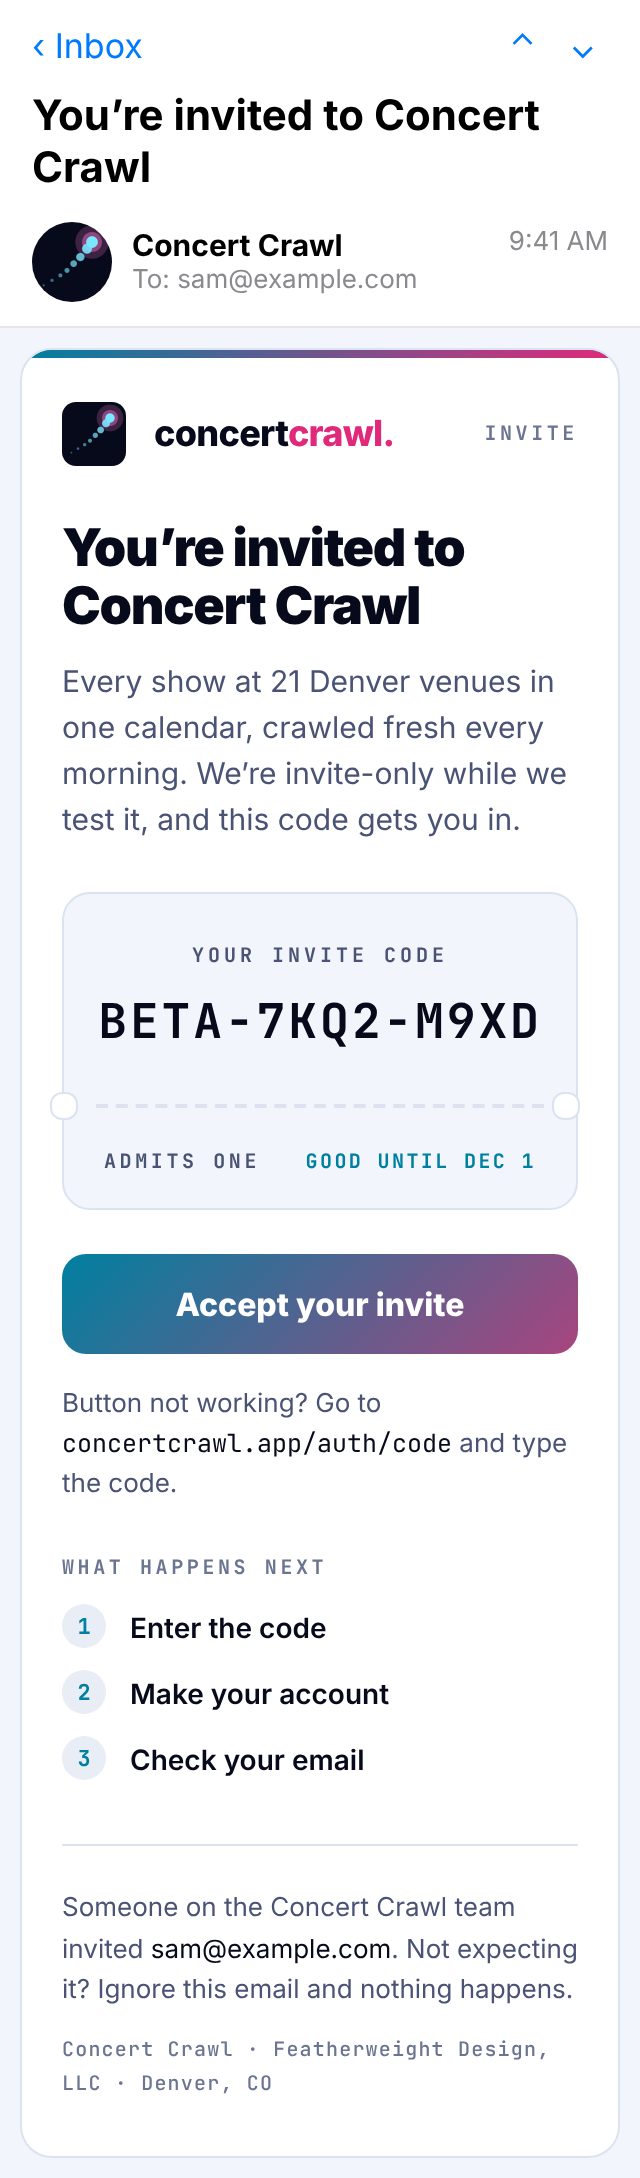 ‹ Inbox
You’re invited to Concert
Crawl
Concert Crawl
9:41 AM
To: sam@example.com
concertcrawl.
INVITE
You’re invited to
Concert Crawl
Every show at 21 Denver venues in
one calendar, crawled fresh every
morning. We’re invite-only while we
test it, and this code gets you in.
YOUR INVITE CODE
BETA-7KQ2-M9XD
ADMITS ONE
GOOD UNTIL DEC 1
Accept your invite
Button not working? Go to
concertcrawl.app/auth/code and type
the code.
WHAT HAPPENS NEXT
1 Enter the code
2 Make your account
3 Check your email
Someone on the Concert Crawl team
invited sam@example.com. Not expecting
it? Ignore this email and nothing happens.
Concert Crawl · Featherweight Design,
LLC · Denver, CO